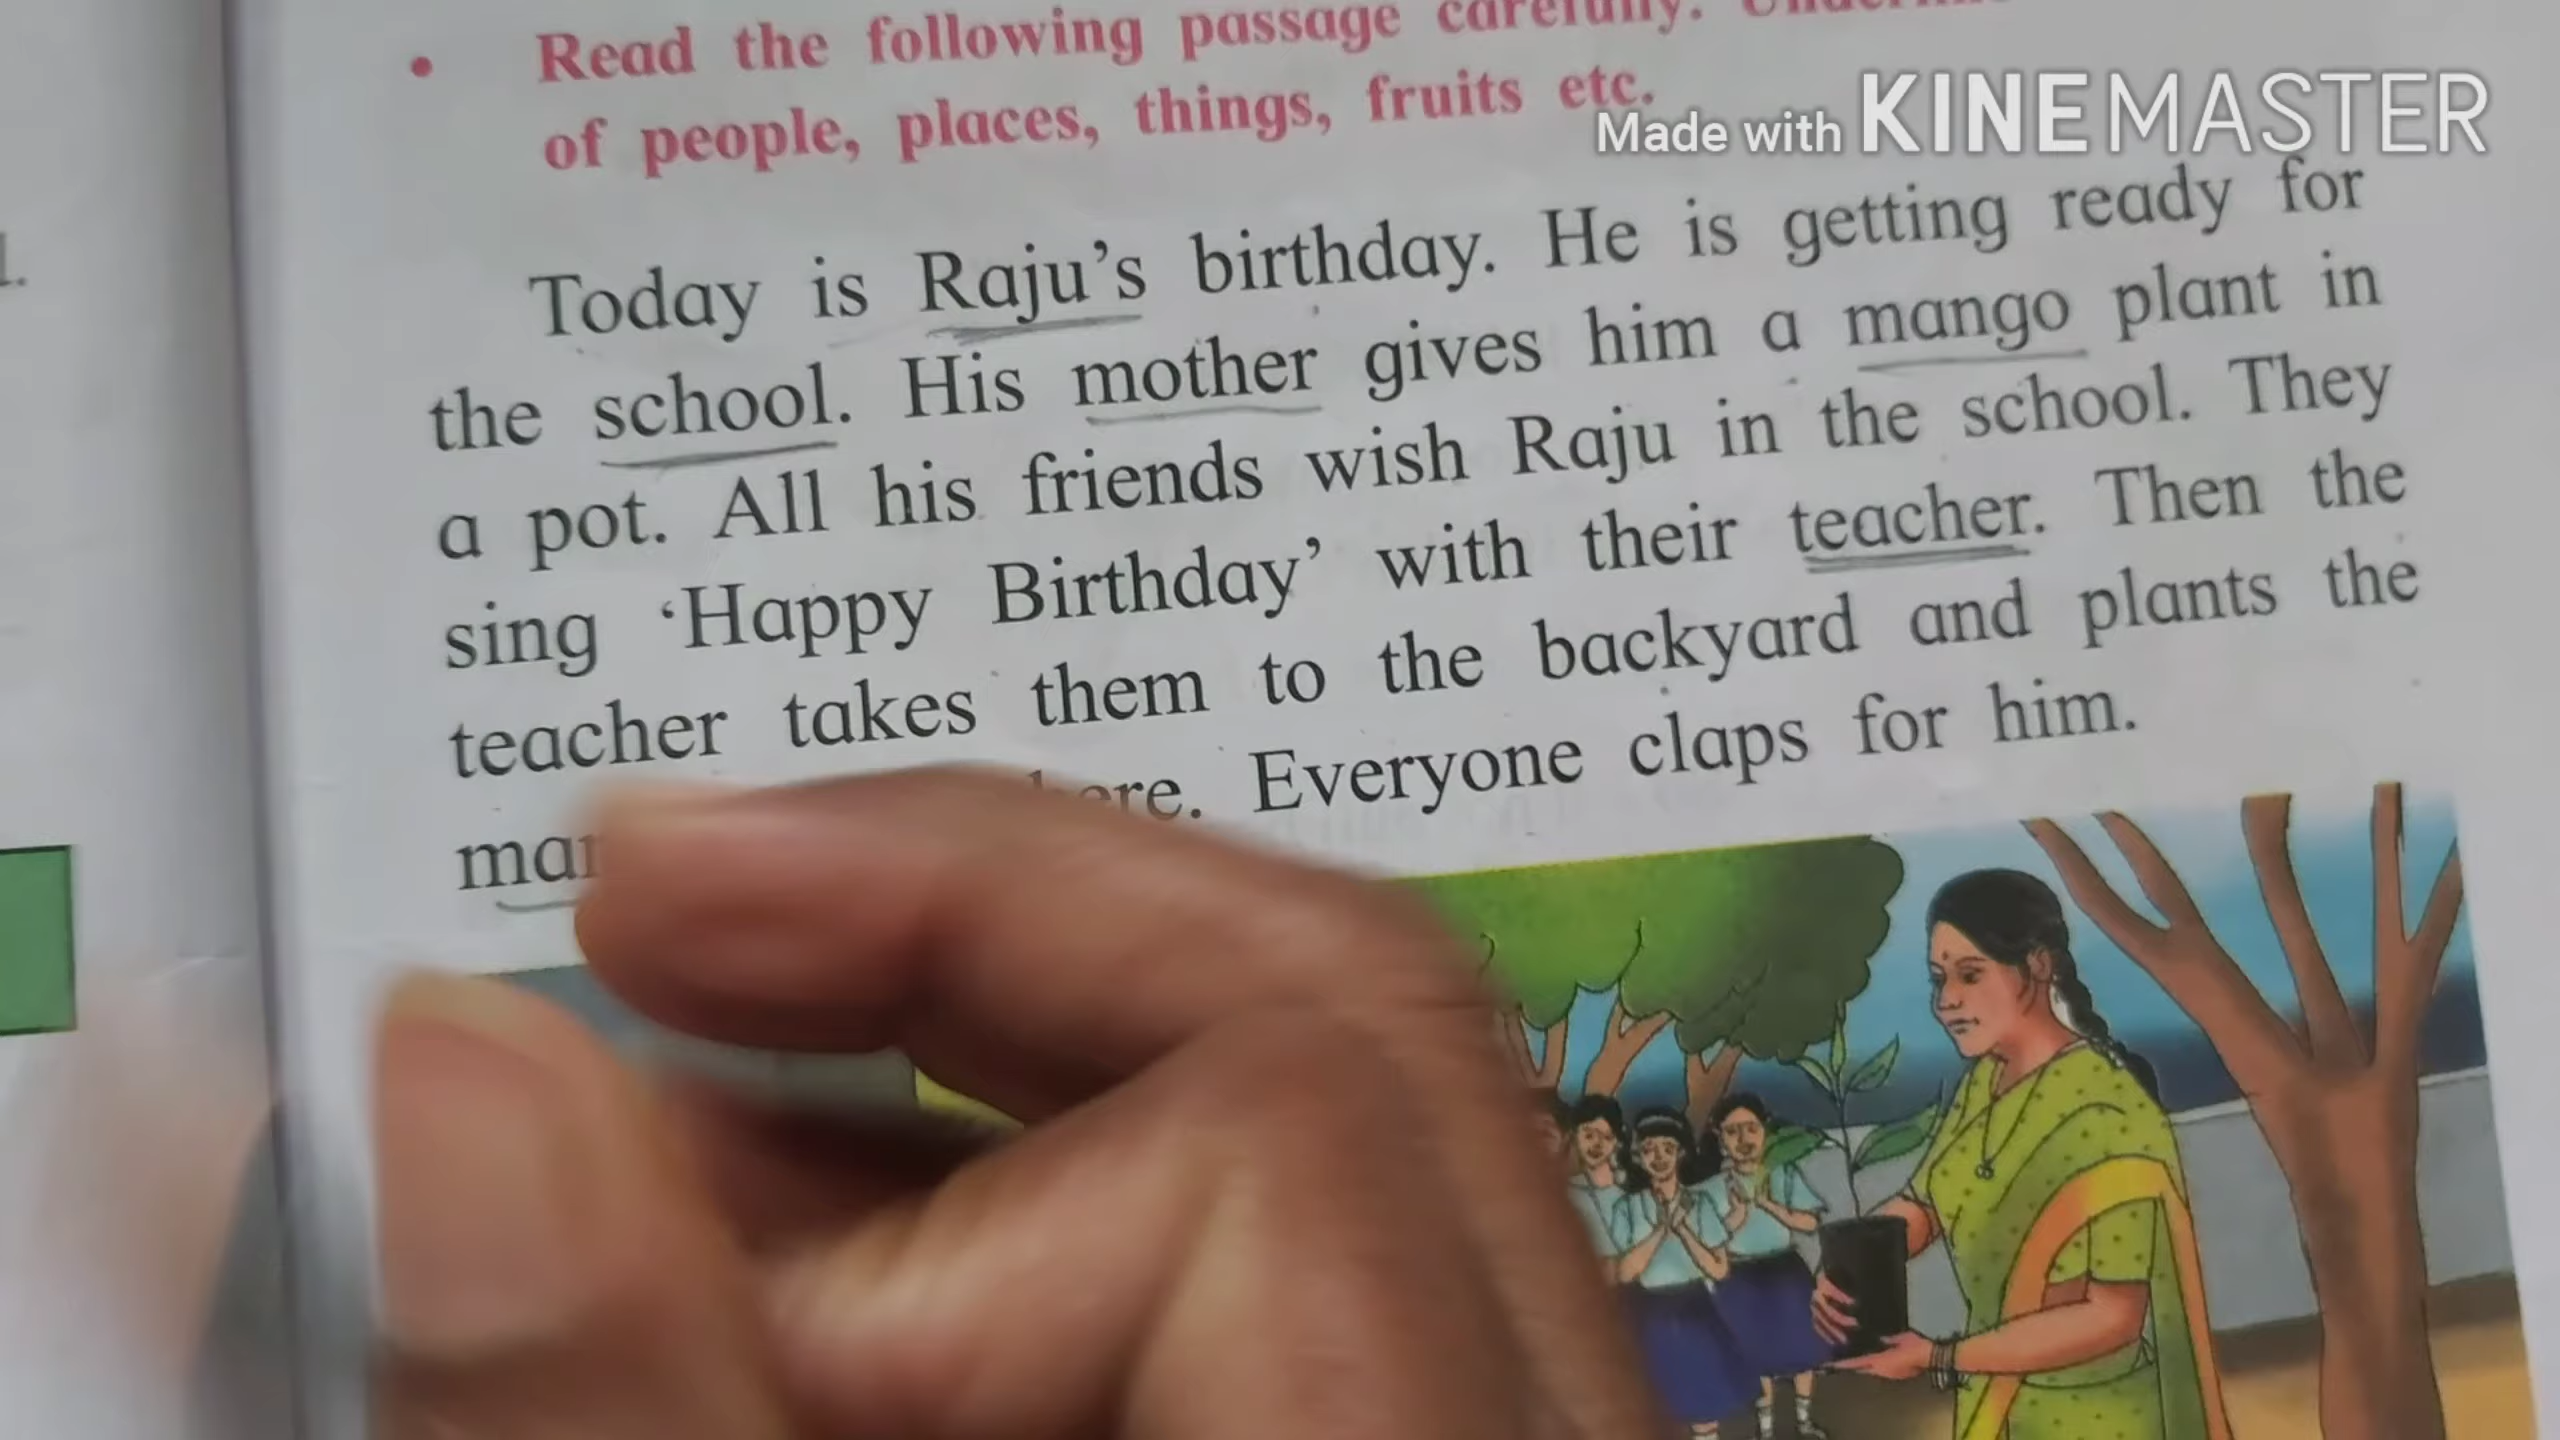 • Read the following passage carefully.
of people, places, things, fruits etc.
Made with KINEMASTER
Today is Raju's birthday. He is getting ready for
the school. His mother gives him a mango plant in
a pot. All his friends wish Raju in the school. They
sing ‘Happy Birthday’ with their teacher. Then the
teacher takes them to the backyard and plants the
Everyone claps for him.